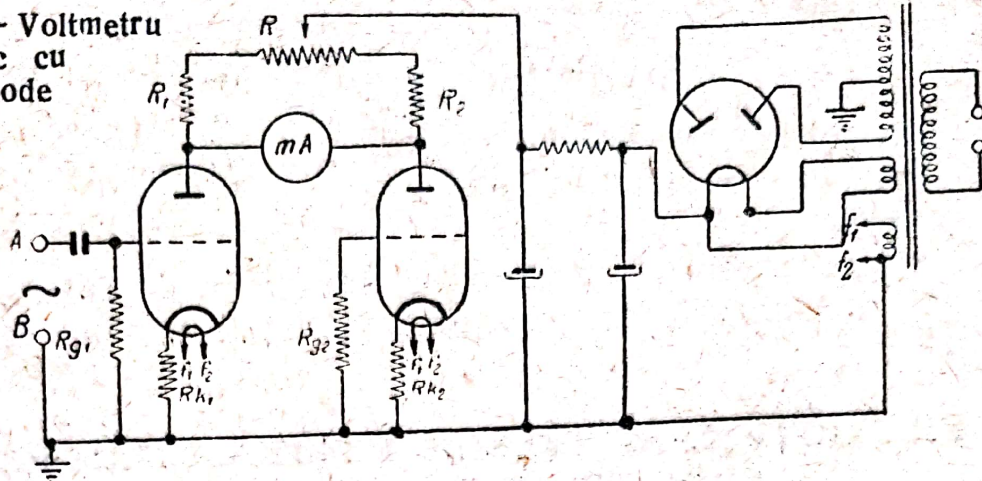 - Voltmetru
c cu
ode
R
R₁
R₂
mA
A
~
B
Rg₁
f₁ f₂
Rk₁
Rg₂
f₁ f₂
Rk₂
f₁
f₂